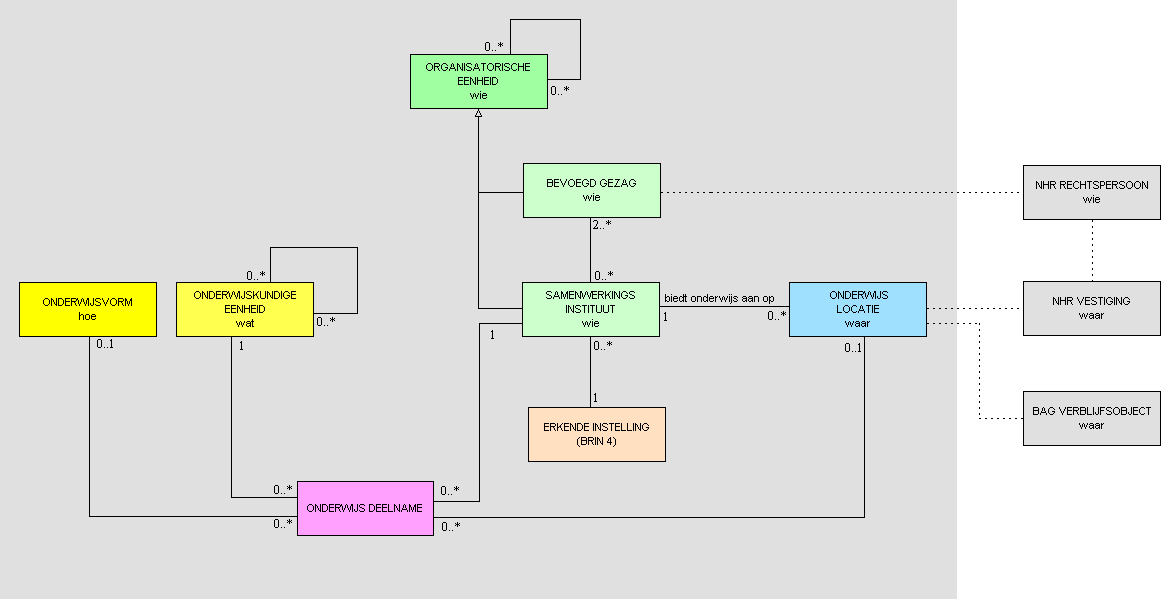 0..*
ORGANISATORISCHE
EENHEID
wie
0..*
BEVOEGD GEZAG
wie
NHR RECHTSPERSOON
wie
2..*
0..*
0..*
ONDERWIJSVORM
hoe
ONDERWIJSKUNDIGE
EENHEID
wat
0..*
SAMENWERKINGS
INSTITUUT
wie
biedt onderwijs aan op
1
0..*
ONDERWIJS
LOCATIE
waar
NHR VESTIGING
waar
0..1
1
1
0..*
0..1
1
ERKENDE INSTELLING
(BRIN 4)
BAG VERBLIJFSOBJECT
waar
0..*
0..*
ONDERWIJS DEELNAME
0..*
0..*